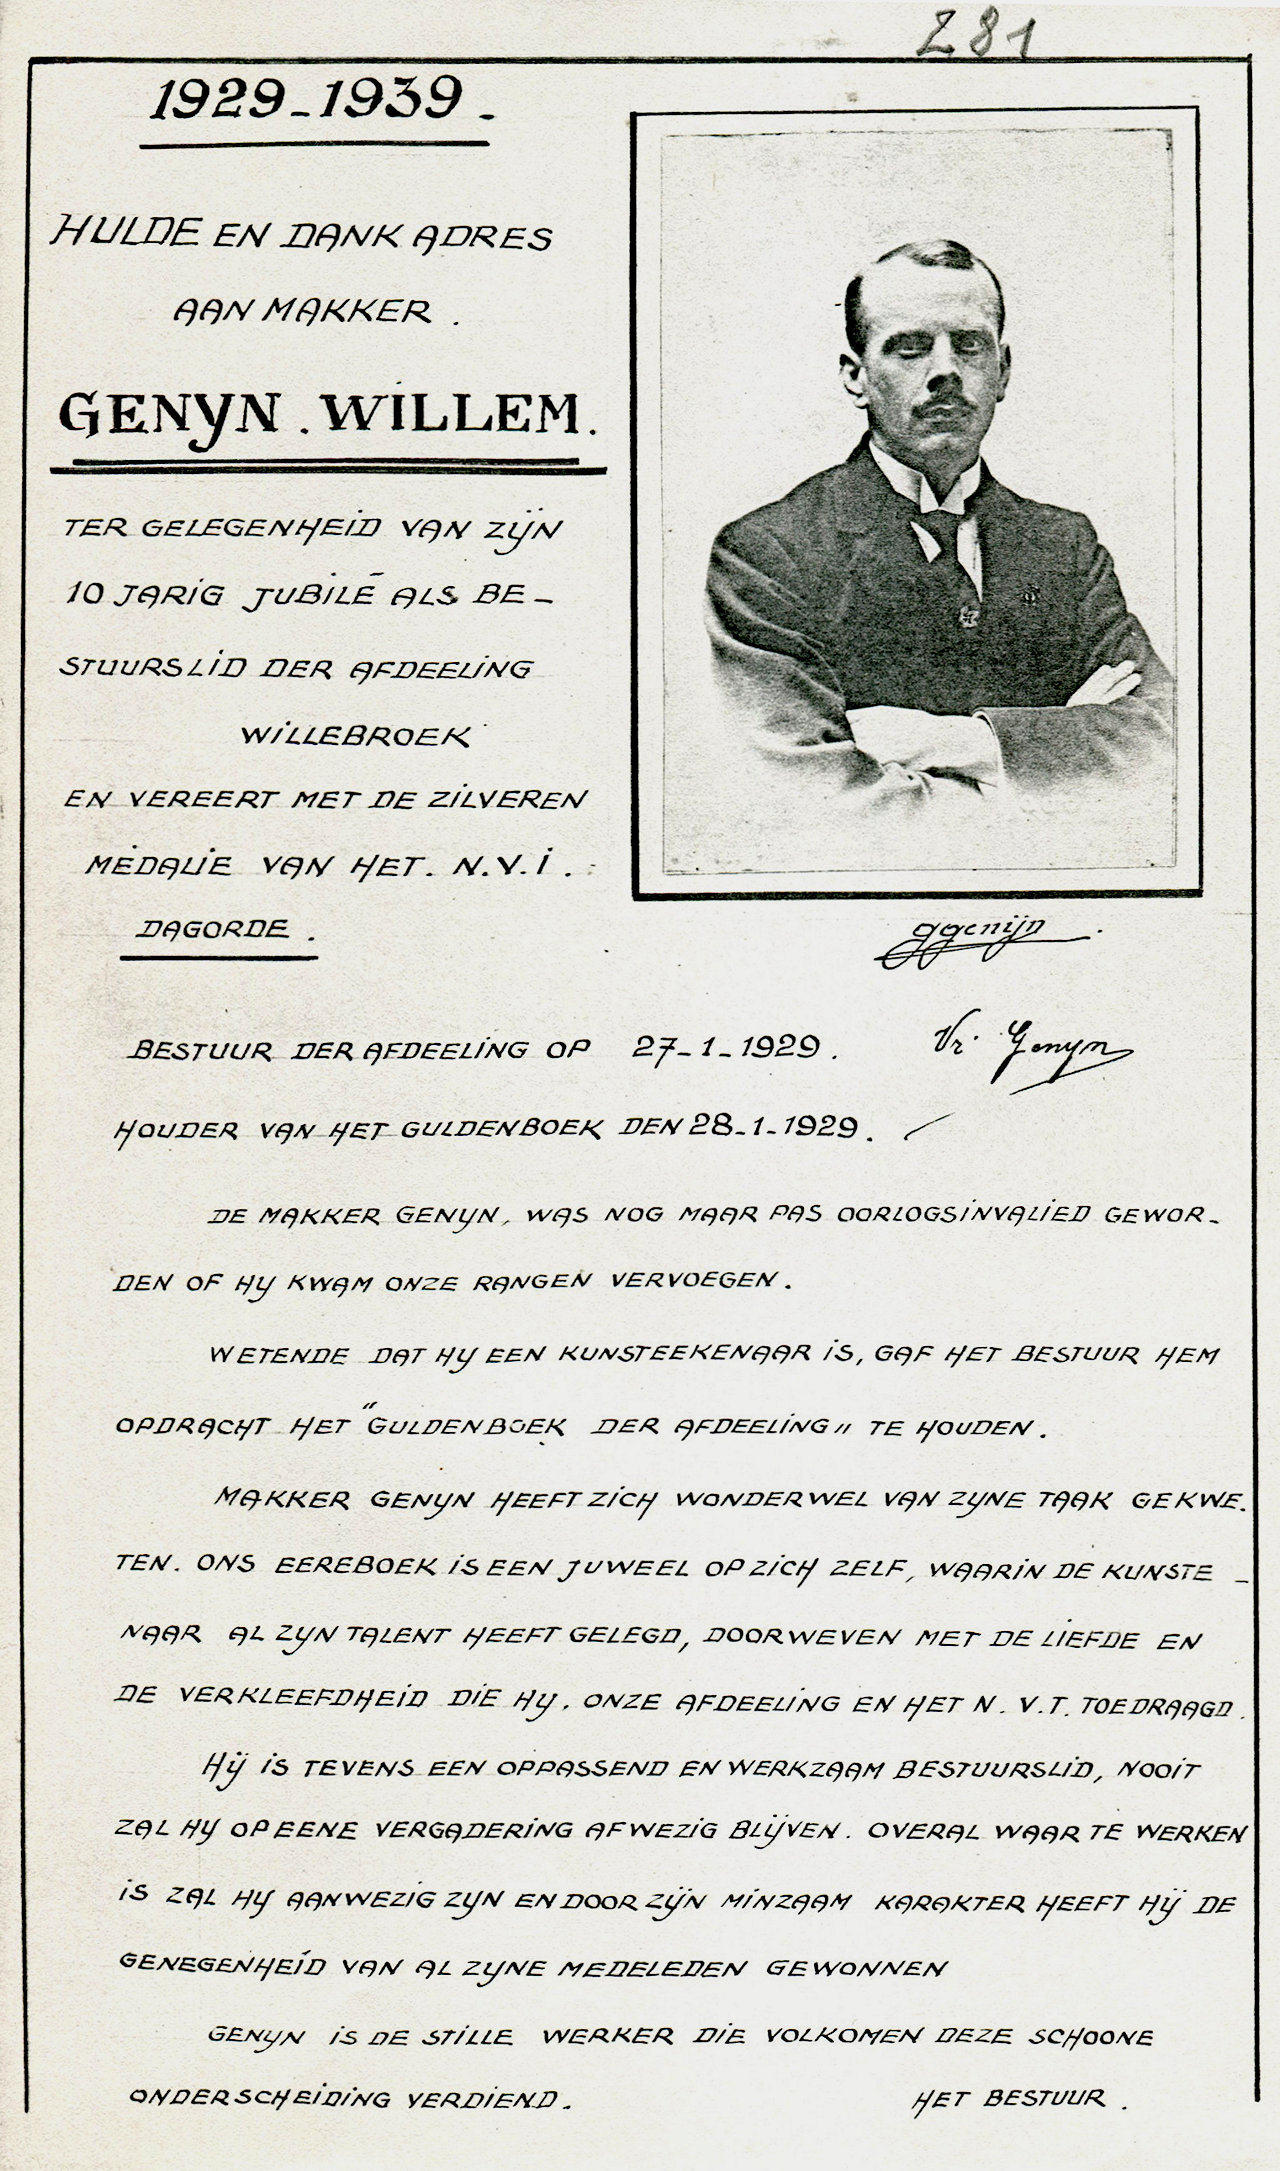 281
1929-1939.
HULDE EN DANK ADRES
AAN MAKKER.
GENYN. WILLEM.
TER GELEGENHEID VAN ZIJN
10 JARIG JUBILÉ ALS BE-
STUURSLID DER AFDEELING
WILLEBROEK
EN VEREERT MET DE ZILVEREN
MEDALIE VAN HET. N.V.I.
DAGORDE.
ggenijn.
BESTUUR DER AFDEELING OP 27-1-1929.
Vr. Genyn
HOUDER VAN HET GULDENBOEK DEN 28-1-1929.
DE MAKKER GENYN, WAS NOG MAAR PAS OORLOGSINVALIED GEWOR-
DEN OF HY KWAM ONZE RANGEN VERVOEGEN.
WETENDE DAT HY EEN KUNSTEEKENAAR IS, GAF HET BESTUUR HEM
OPDRACHT HET "GULDENBOEK DER AFDEELING" TE HOUDEN.
MAKKER GENYN HEEFT ZICH WONDERWEL VAN ZYNE TAAK GEKWE.
TEN. ONS EEREBOEK IS EEN JUWEEL OP ZICH ZELF, WAARIN DE KUNSTE-
NAAR AL ZYN TALENT HEEFT GELEGD, DOORWEVEN MET DE LIEFDE EN
DE VERKLEEFDHEID DIE HY. ONZE AFDEELING EN HET N.V.T. TOEDRAAGD.
HIJ IS TEVENS EEN OPPASSEND EN WERKZAAM BESTUURSLID, NOOIT
ZAL HY OP EENE VERGADERING AFWEZIG BLIJVEN. OVERAL WAAR TE WERKEN
IS ZAL HY AANWEZIG ZYN EN DOOR ZIJN MINZAAM KARAKTER HEEFT HIJ DE
GENEGENHEID VAN AL ZYNE MEDELEDEN GEWONNEN
GENYN IS DE STILLE WERKER DIE VOLKOMEN DEZE SCHOONE
ONDERSCHEIDING VERDIEND. HET BESTUUR.